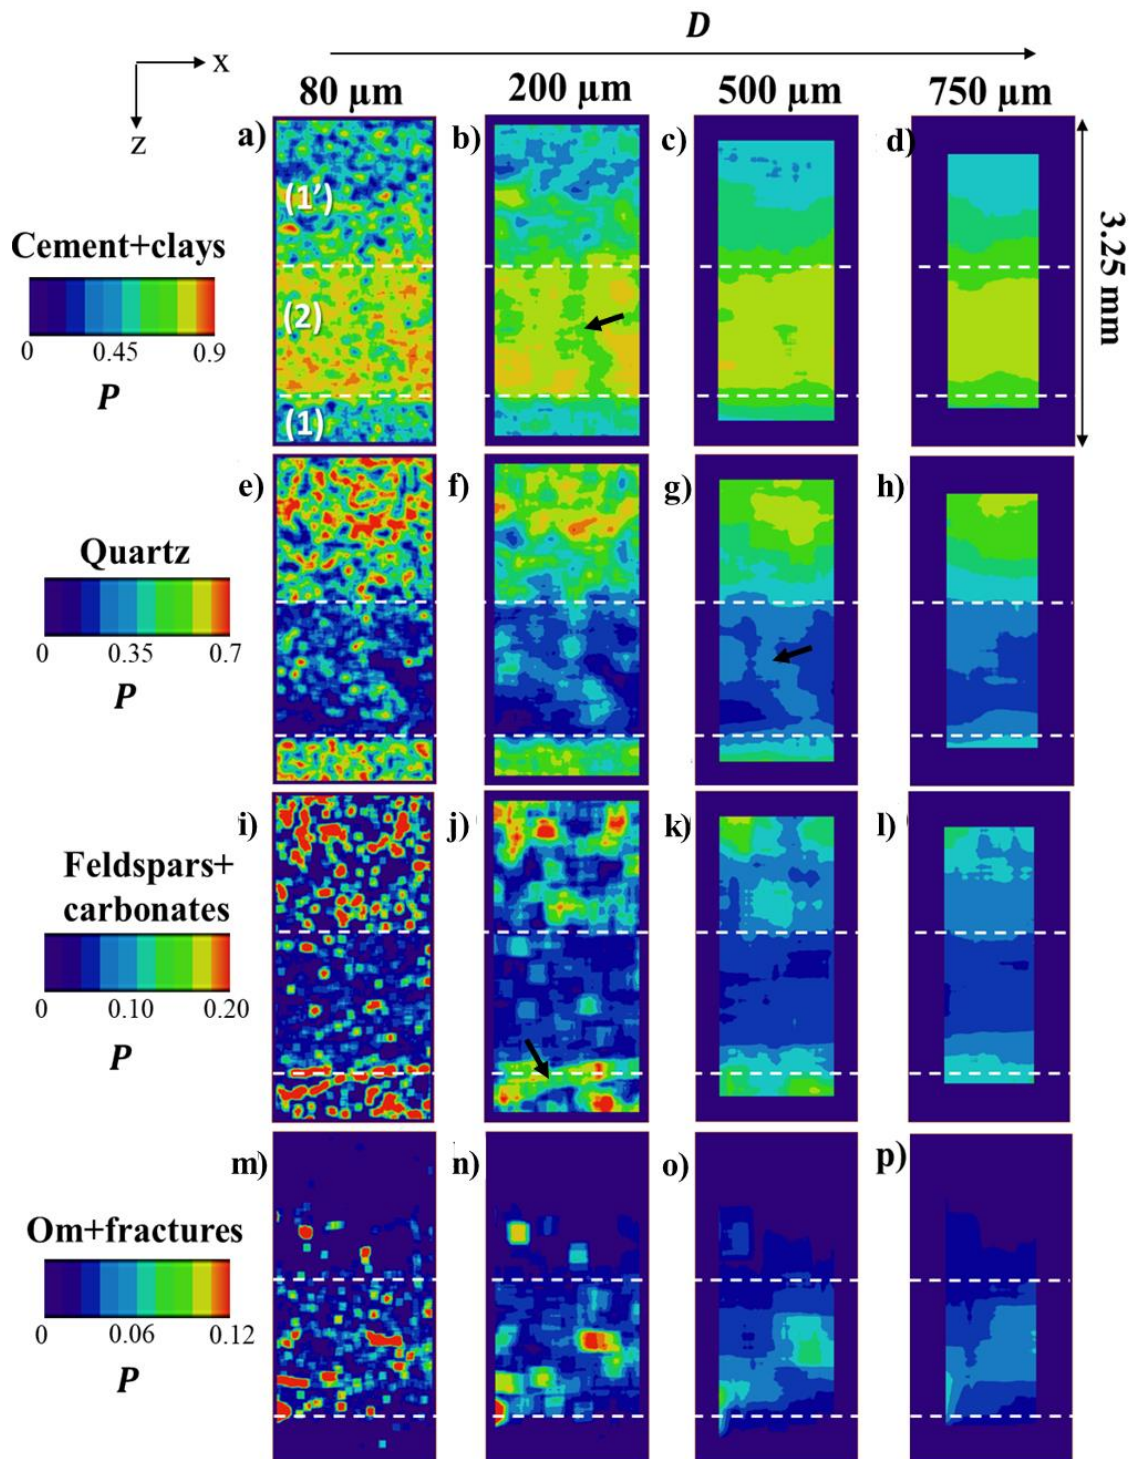 D
x
z
80 μm 200 μm 500 μm 750 μm
a) b) c) d)
(1')
(2)
(1)
Cement+clays
0 0.45 0.9
P
3.25 mm
e) f) g) h)
Quartz
0 0.35 0.7
P
i) j) k) l)
Feldspars+
carbonates
0 0.10 0.20
P
m) n) o) p)
Om+fractures
0 0.06 0.12
P